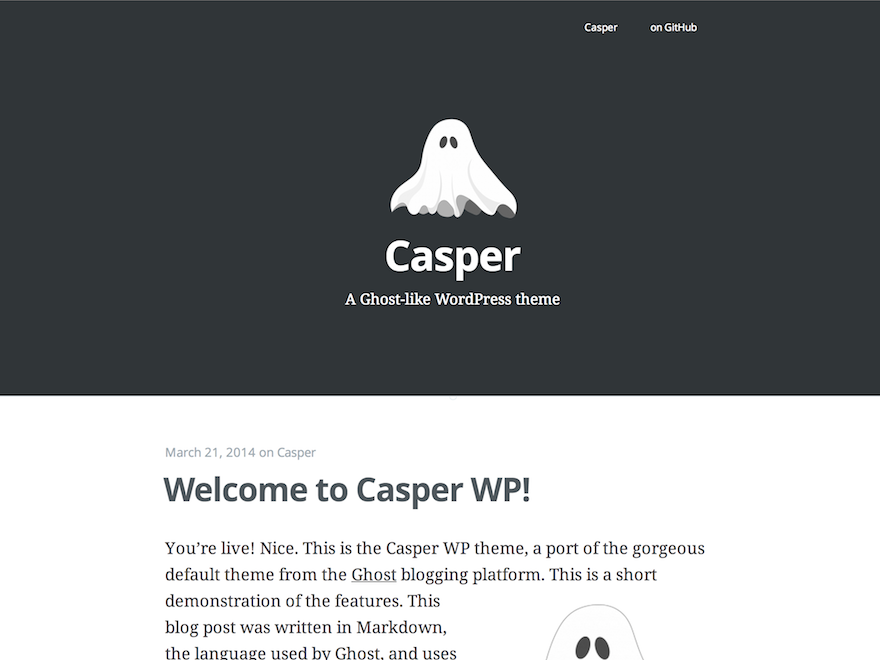 Casper on GitHub
Casper
A Ghost-like WordPress theme
March 21, 2014 on Casper
Welcome to Casper WP!
You’re live! Nice. This is the Casper WP theme, a port of the gorgeous
default theme from the Ghost blogging platform. This is a short
demonstration of the features. This
blog post was written in Markdown,
the language used by Ghost, and uses